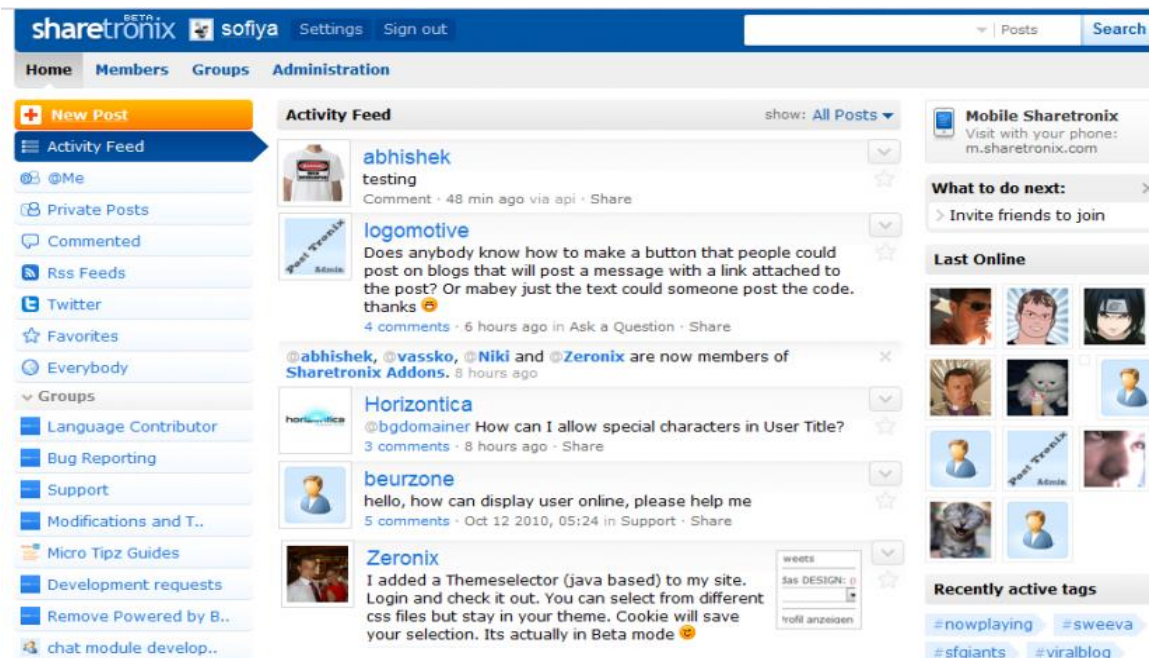 sharetronix BETA sofiya Settings Sign out Posts Search
Home Members Groups Administration
New Post
Activity Feed
@Me
Private Posts
Commented
Rss Feeds
Twitter
Favorites
Everybody
Groups
Language Contributor
Bug Reporting
Support
Modifications and T..
Micro Tipz Guides
Development requests
Remove Powered by B..
chat module develop..
Activity Feed show: All Posts
abhishek
testing
Comment · 48 min ago via api · Share
Post Tronix
Admin
logomotive
Does anybody know how to make a button that people could
post on blogs that will post a message with a link attached to
the post? Or mabey just the text could someone post the code.
thanks
4 comments · 6 hours ago in Ask a Question · Share
@abhishek, @vassko, @Niki and @Zeronix are now members of
Sharetronix Addons. 8 hours ago
Horizontica
@bgdomainer How can I allow special characters in User Title?
3 comments · 8 hours ago · Share
beurzone
hello, how can display user online, please help me
5 comments · Oct 12 2010, 05:24 in Support · Share
Zeronix
I added a Themeselector (java based) to my site.
Login and check it out. You can select from different
css files but stay in your theme. Cookie will save
your selection. Its actually in Beta mode
weets
das DESIGN:
Profil anzeigen
Mobile Sharetronix
Visit with your phone:
m.sharetronix.com
What to do next:
Invite friends to join
Last Online
Post Tronix
Admin
Recently active tags
#nowplaying #sweeva
#sfgiants #viralblog